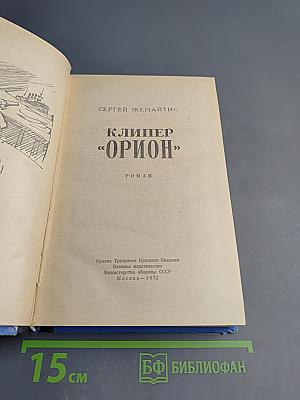 СЕРГЕЙ ЖЕМАЙТИС
КЛИПЕР
«ОРИОН»
РОМАН
Ордена Трудового Красного Знамени
Военное издательство
Министерства обороны СССР
Москва—1973
15 см
БФ БИБЛИОФАН